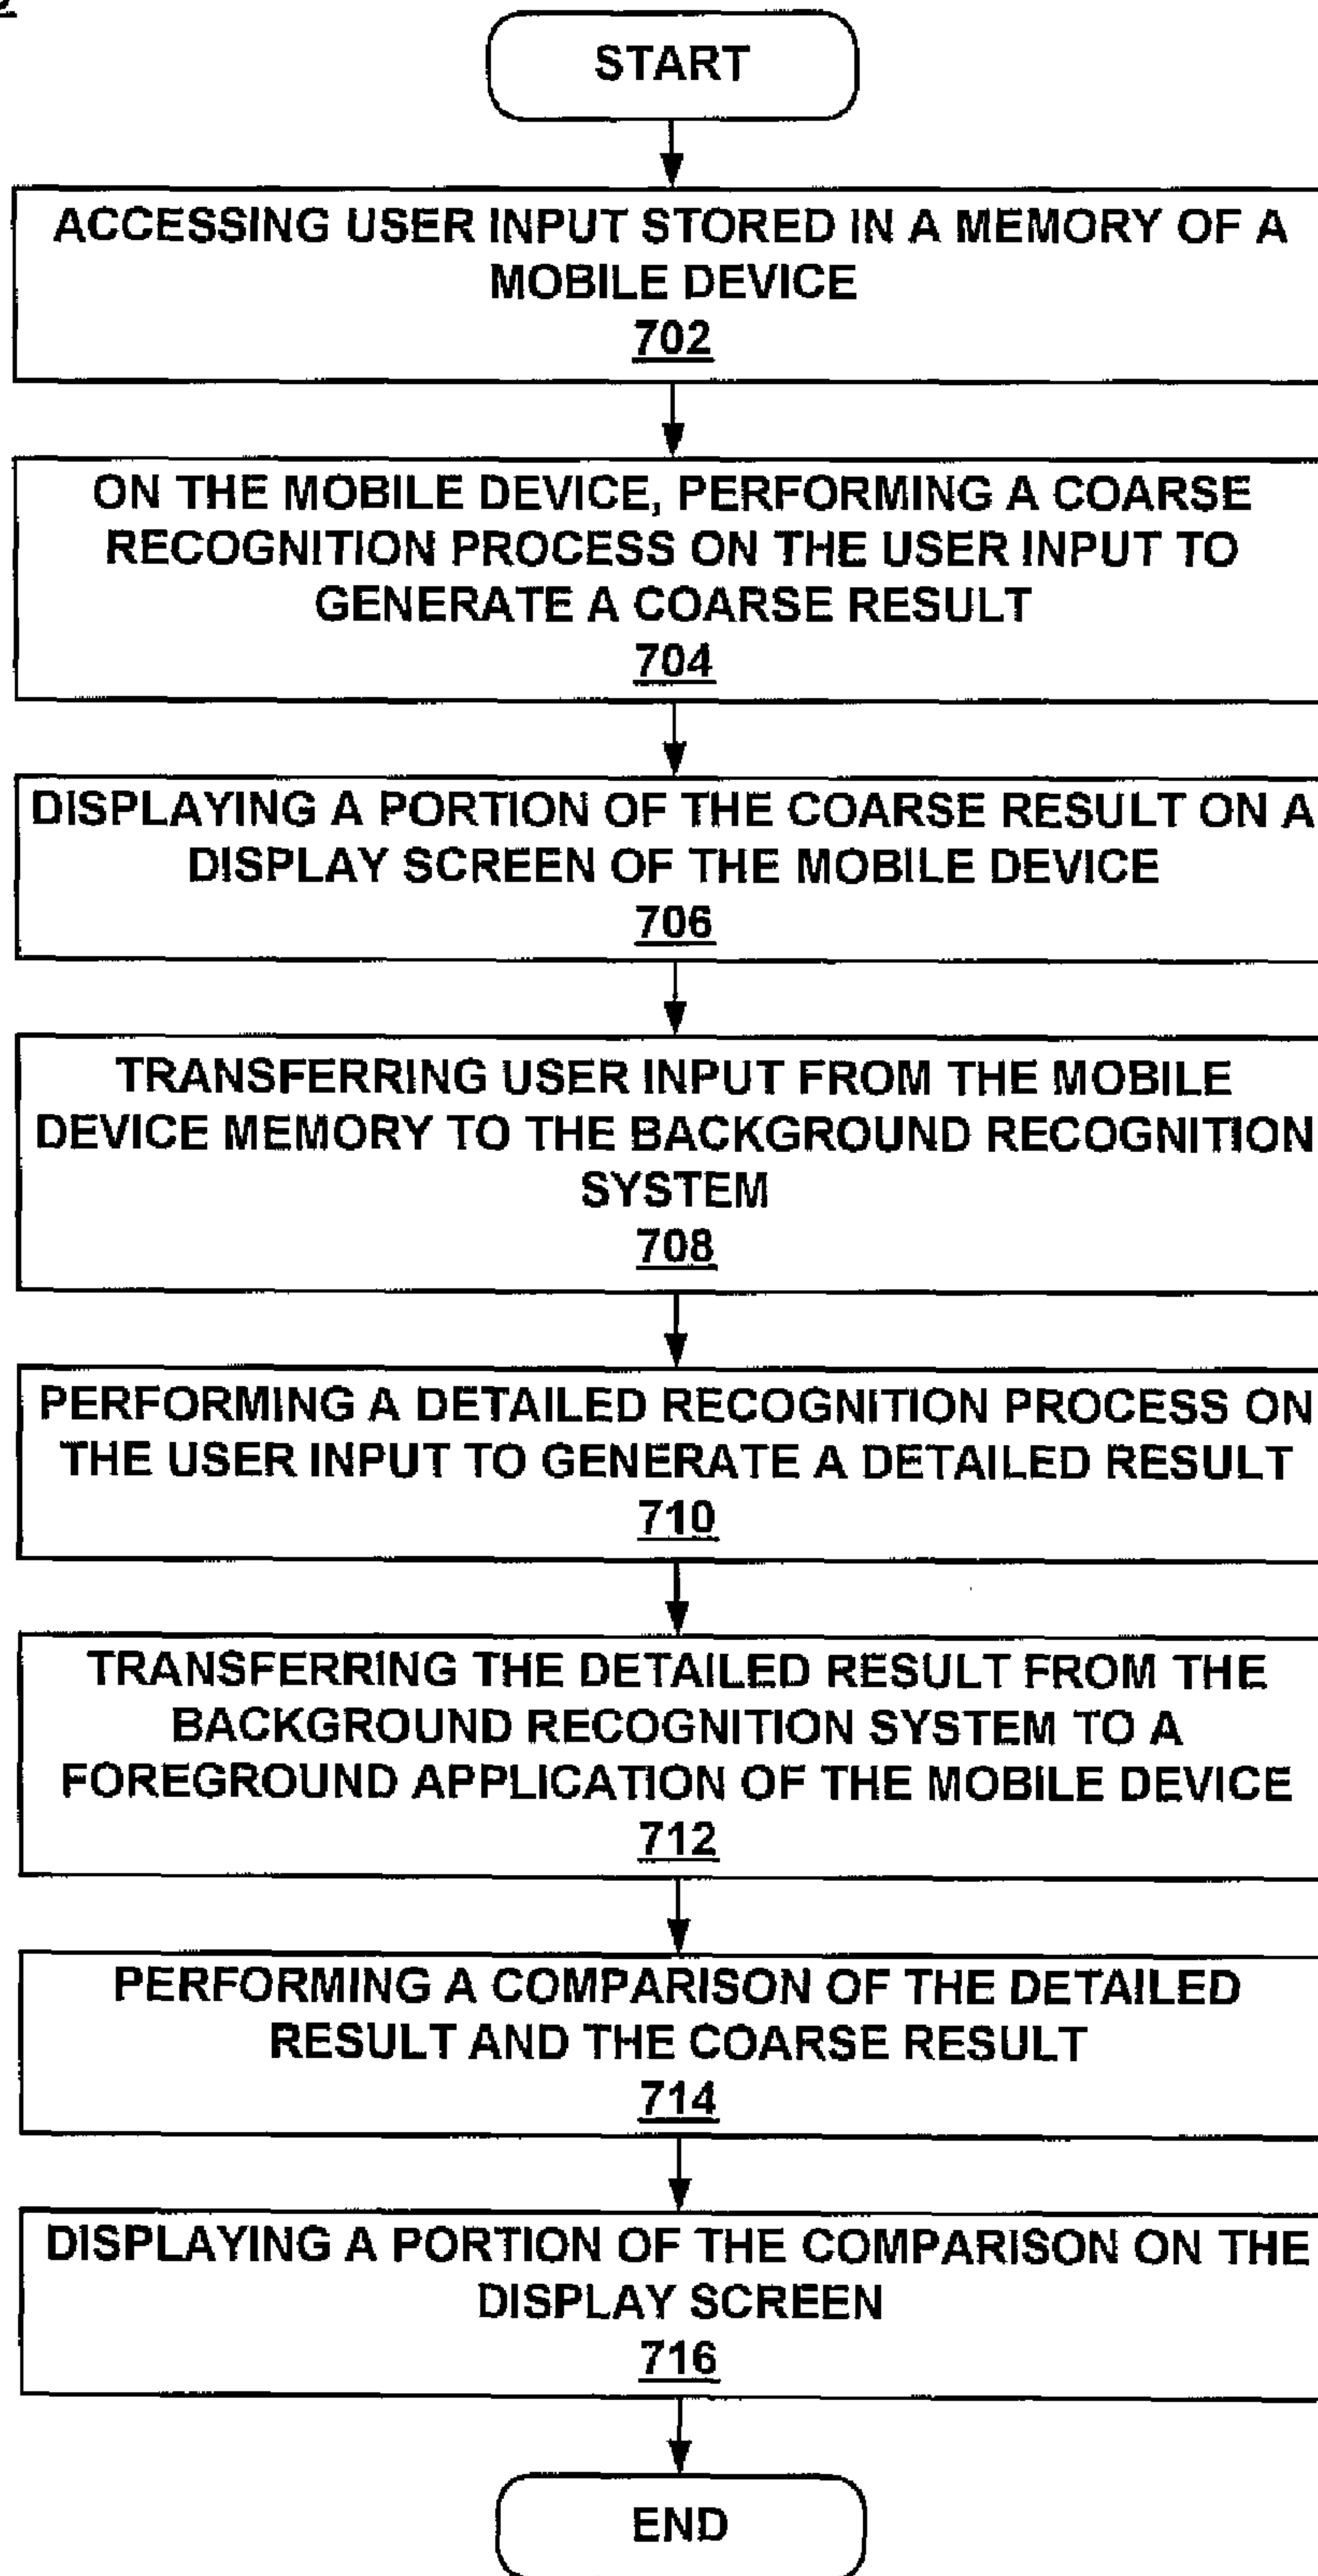 START
ACCESSING USER INPUT STORED IN A MEMORY OF A
MOBILE DEVICE
702
ON THE MOBILE DEVICE, PERFORMING A COARSE
RECOGNITION PROCESS ON THE USER INPUT TO
GENERATE A COARSE RESULT
704
DISPLAYING A PORTION OF THE COARSE RESULT ON A
DISPLAY SCREEN OF THE MOBILE DEVICE
706
TRANSFERRING USER INPUT FROM THE MOBILE
DEVICE MEMORY TO THE BACKGROUND RECOGNITION
SYSTEM
708
PERFORMING A DETAILED RECOGNITION PROCESS ON
THE USER INPUT TO GENERATE A DETAILED RESULT
710
TRANSFERRING THE DETAILED RESULT FROM THE
BACKGROUND RECOGNITION SYSTEM TO A
FOREGROUND APPLICATION OF THE MOBILE DEVICE
712
PERFORMING A COMPARISON OF THE DETAILED
RESULT AND THE COARSE RESULT
714
DISPLAYING A PORTION OF THE COMPARISON ON THE
DISPLAY SCREEN
716
END